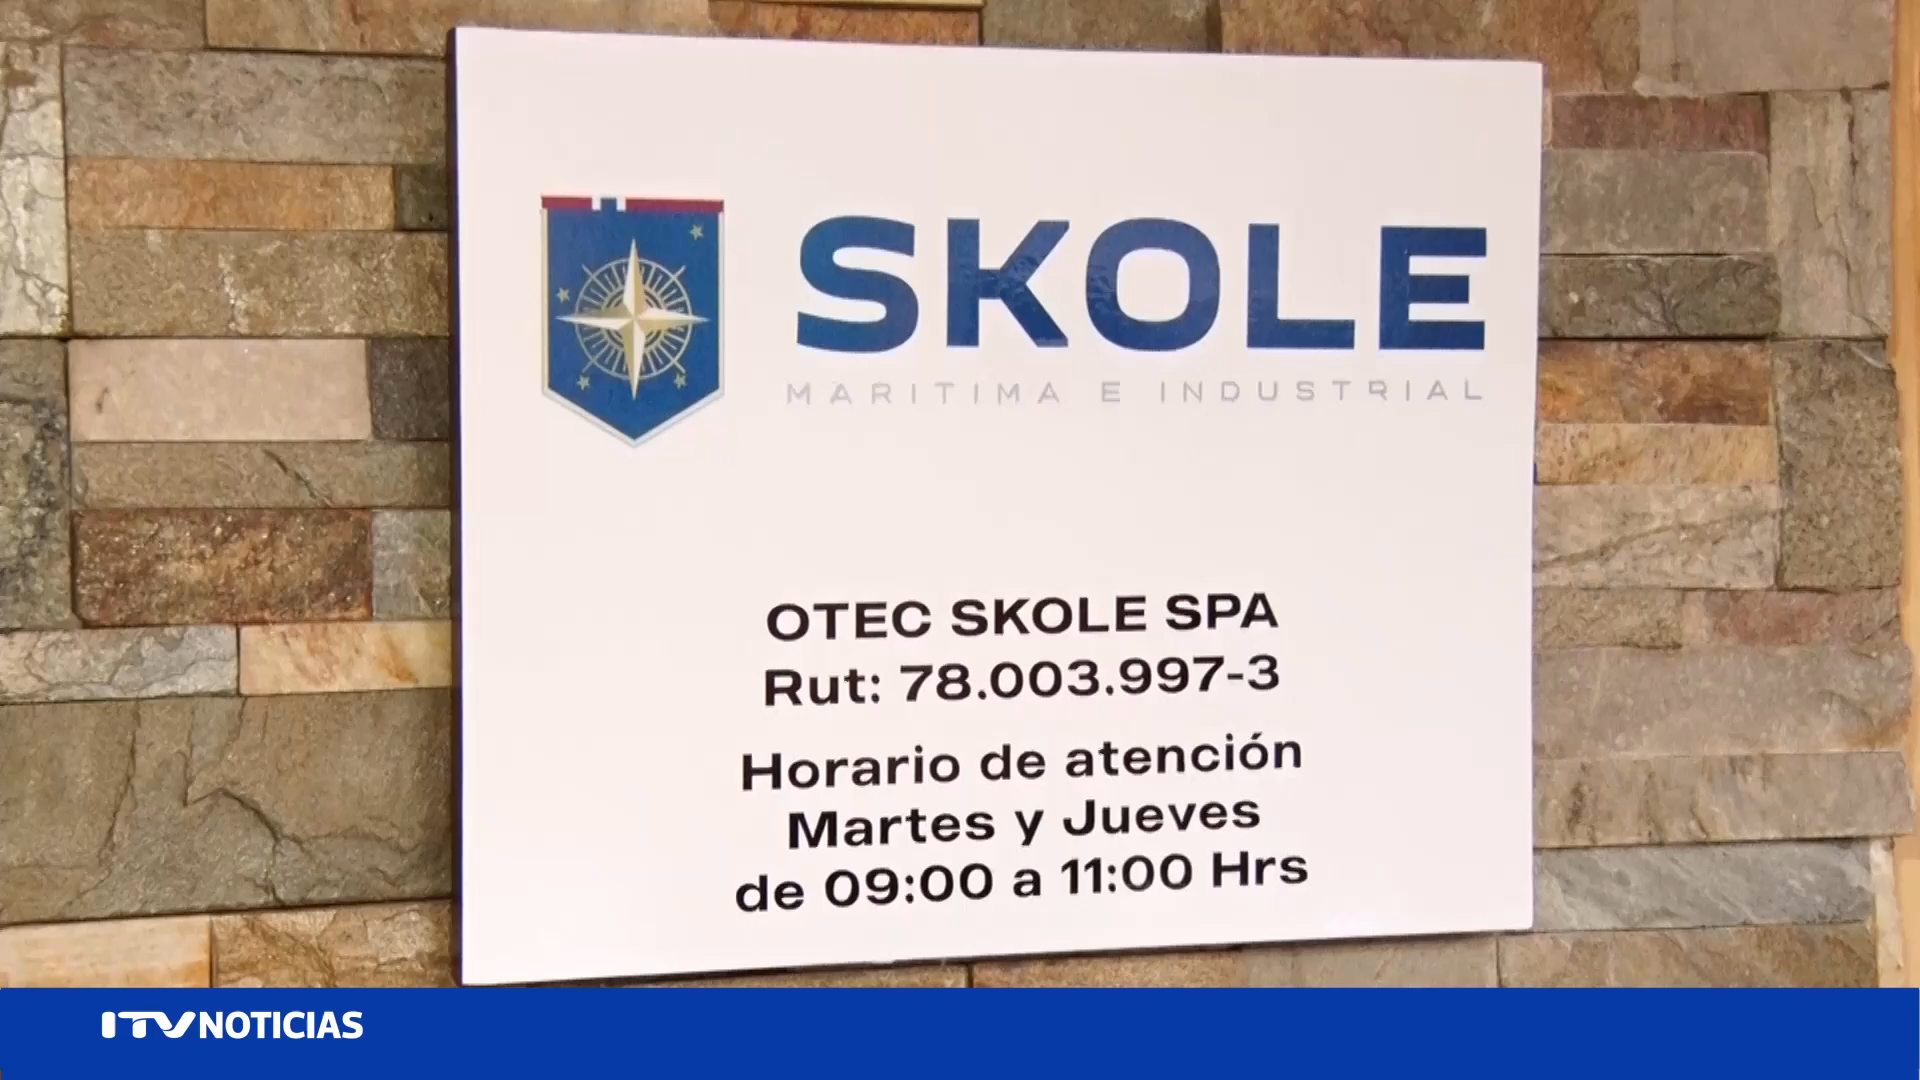 SKOLE
MARITIMA E INDUSTRIAL
OTEC SKOLE SPA
Rut: 78.003.997-3
Horario de atención
Martes y Jueves
de 09:00 a 11:00 Hrs
ITV NOTICIAS